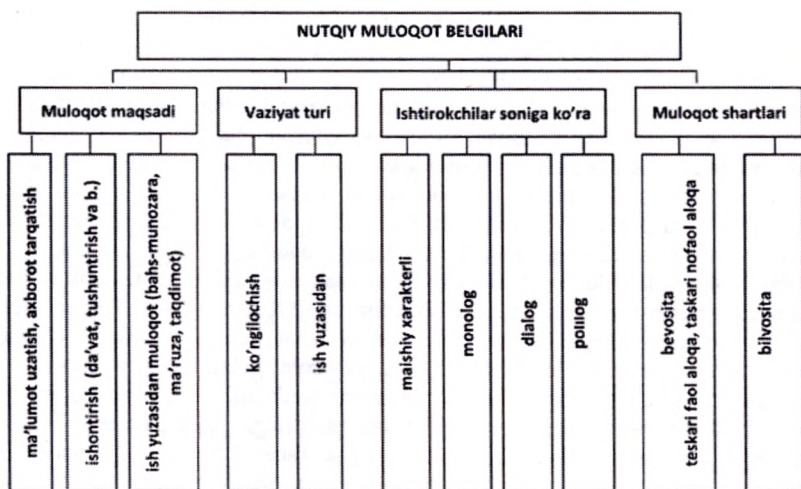 NUTQIY MULOQOT BELGILARI
Muloqot maqsadi
Vaziyat turi
Ishtirokchilar soniga ko'ra
Muloqot shartlari
ma'lumot uzatish, axborot tarqatish
ishontirish (da'vat, tushuntirish va b.)
ish yuzasidan muloqot (bahs-munozara,
ma'ruza, taqdimot)
ko'ngilochish
ish yuzasidan
maishiy xarakterli
monolog
dialog
polilog
bevosita
teskari faol aloqa, taskari nofaol aloqa
bilvosita